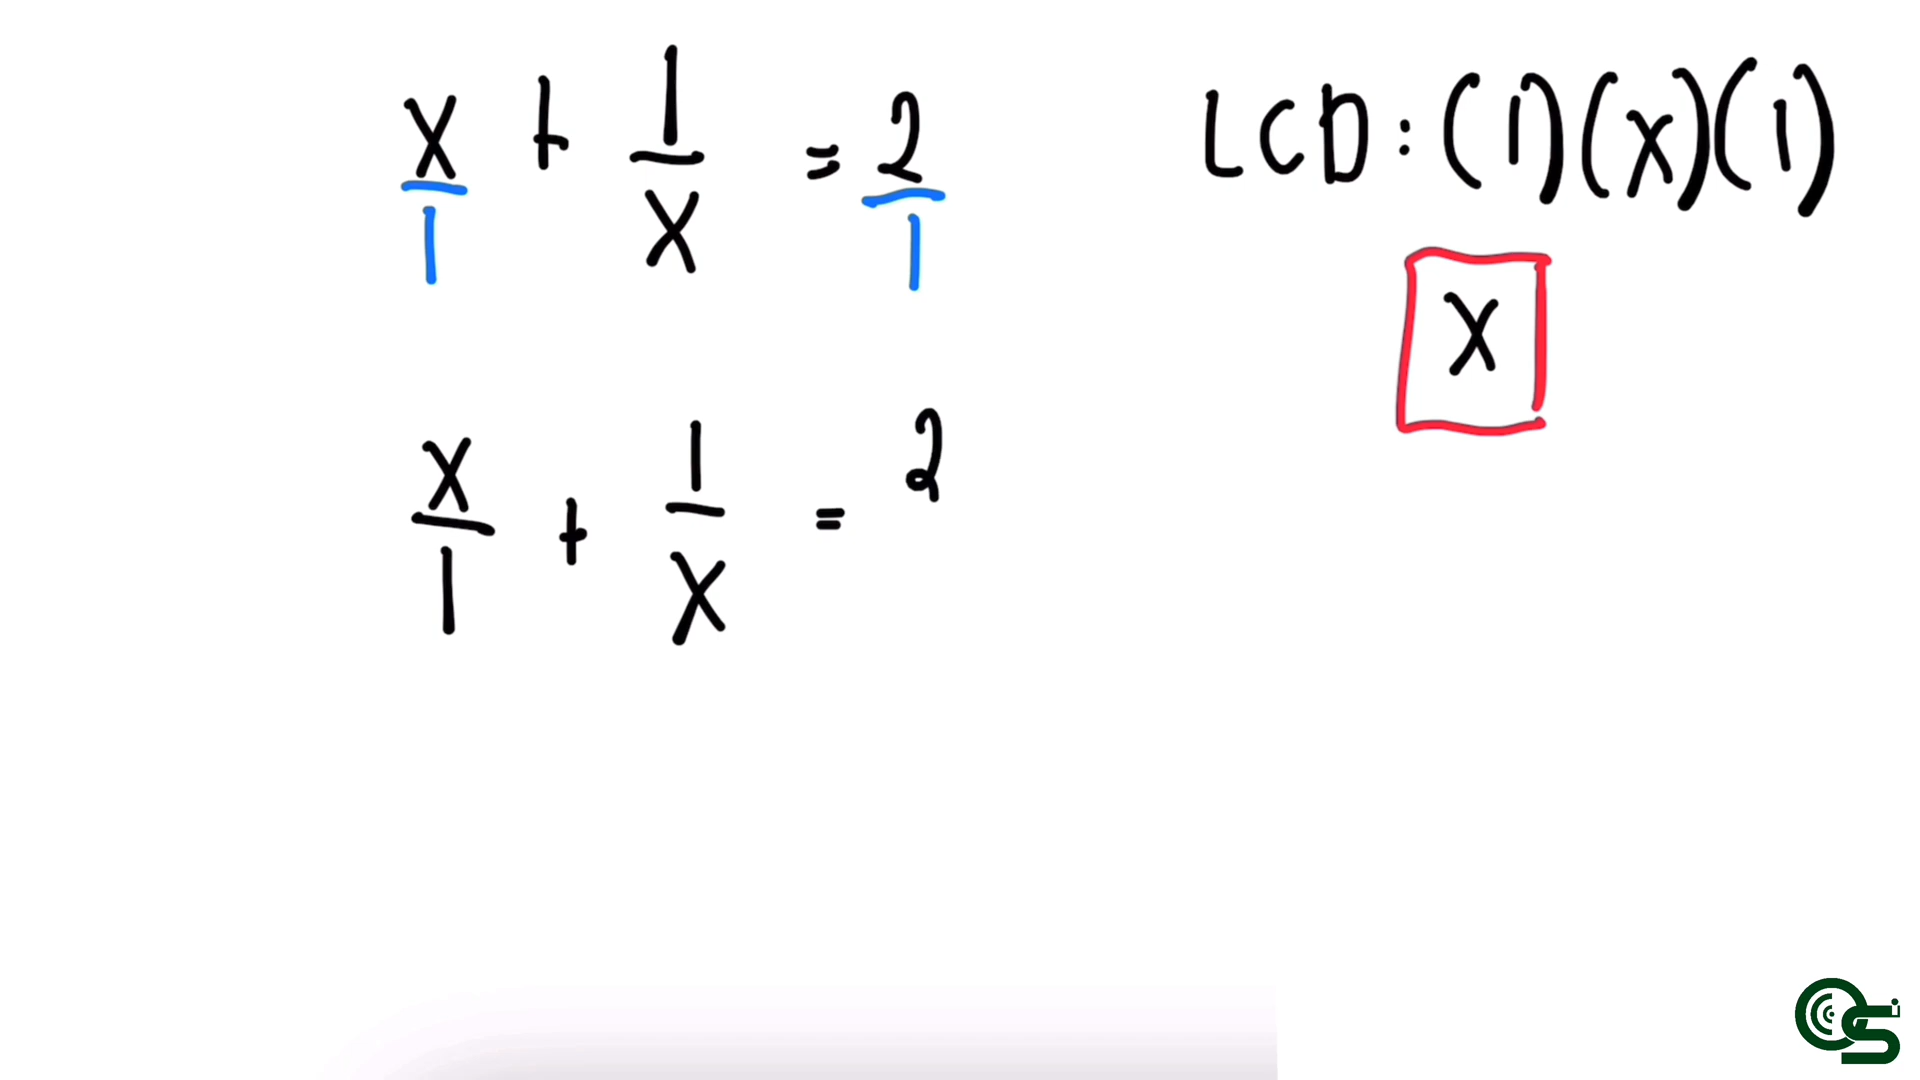 x/1 + 1/x = 2/1
LCD: (1)(x)(1)
x
x/1 + 1/x = 2